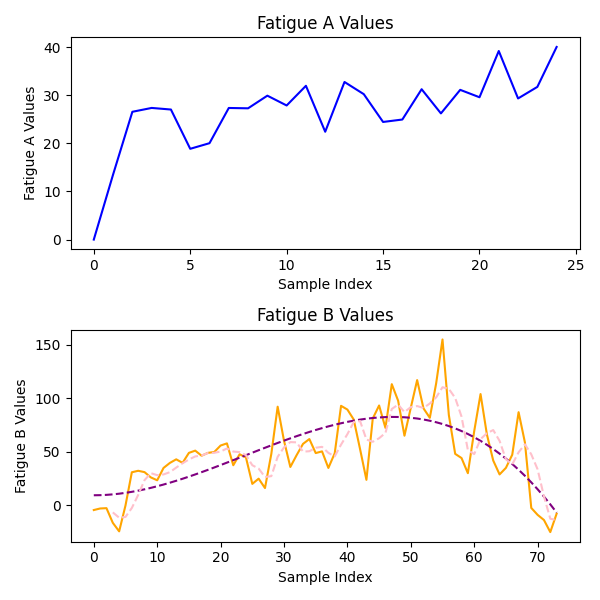 Fatigue A Values
Fatigue A Values
40
30
20
10
0
0 5 10 15 20 25
Sample Index
Fatigue B Values
Fatigue B Values
150
100
50
0
0 10 20 30 40 50 60 70
Sample Index